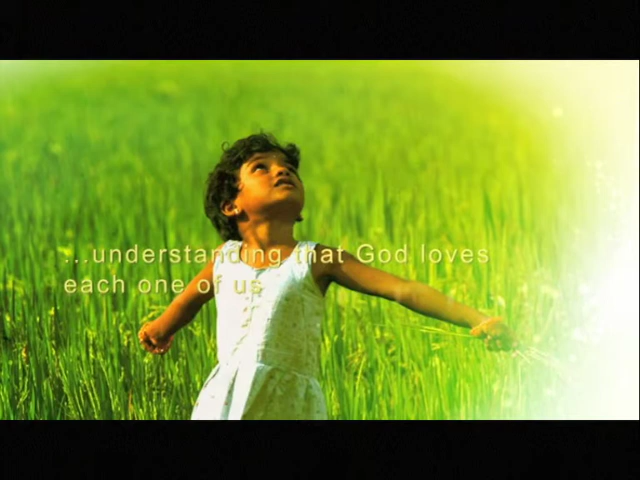 ...understanding that God loves
each one of us